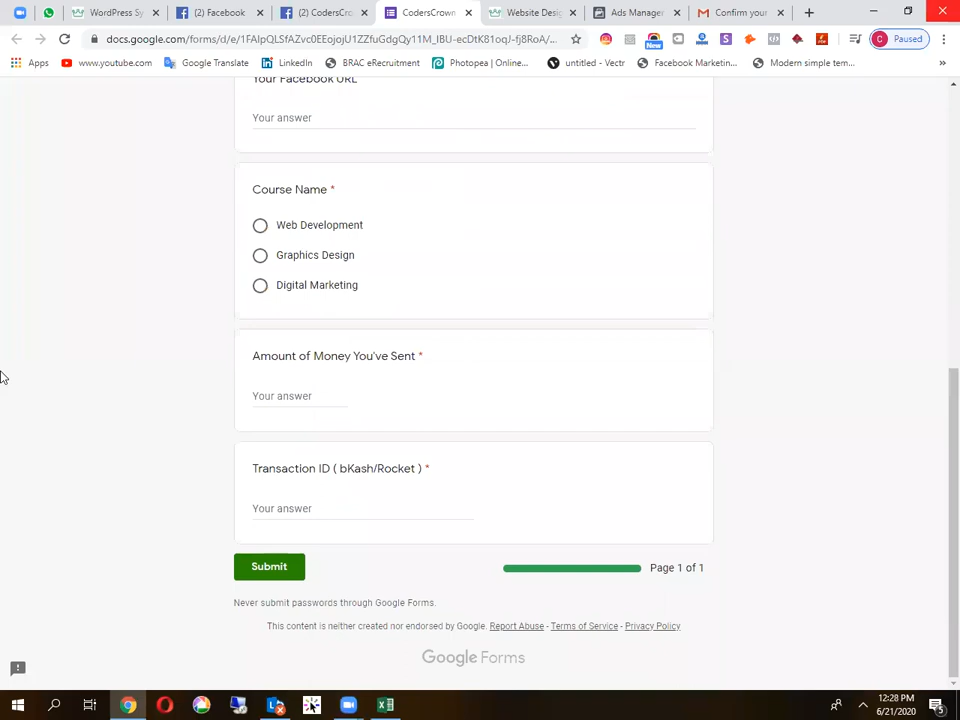 WordPress Sy
(2) Facebook
(2) CodersCro
CodersCrown
Website Desig
Ads Manager
Confirm your
docs.google.com/forms/d/e/1FAIpQLSfAZvc0EEojojU1ZZfuGdgQy11M_IBU-ecDtK81oqJ-fj8RoA/...
New
Paused
Apps
www.youtube.com
Google Translate
LinkedIn
BRAC eRecruitment
Photopea | Online...
untitled - Vectr
Facebook Marketin...
Modern simple tem...
Your Facebook URL
Your answer
Course Name *
Web Development
Graphics Design
Digital Marketing
Amount of Money You've Sent *
Your answer
Transaction ID ( bKash/Rocket ) *
Your answer
Submit
Page 1 of 1
Never submit passwords through Google Forms.
This content is neither created nor endorsed by Google. Report Abuse - Terms of Service - Privacy Policy
Google Forms
12:28 PM
6/21/2020
5